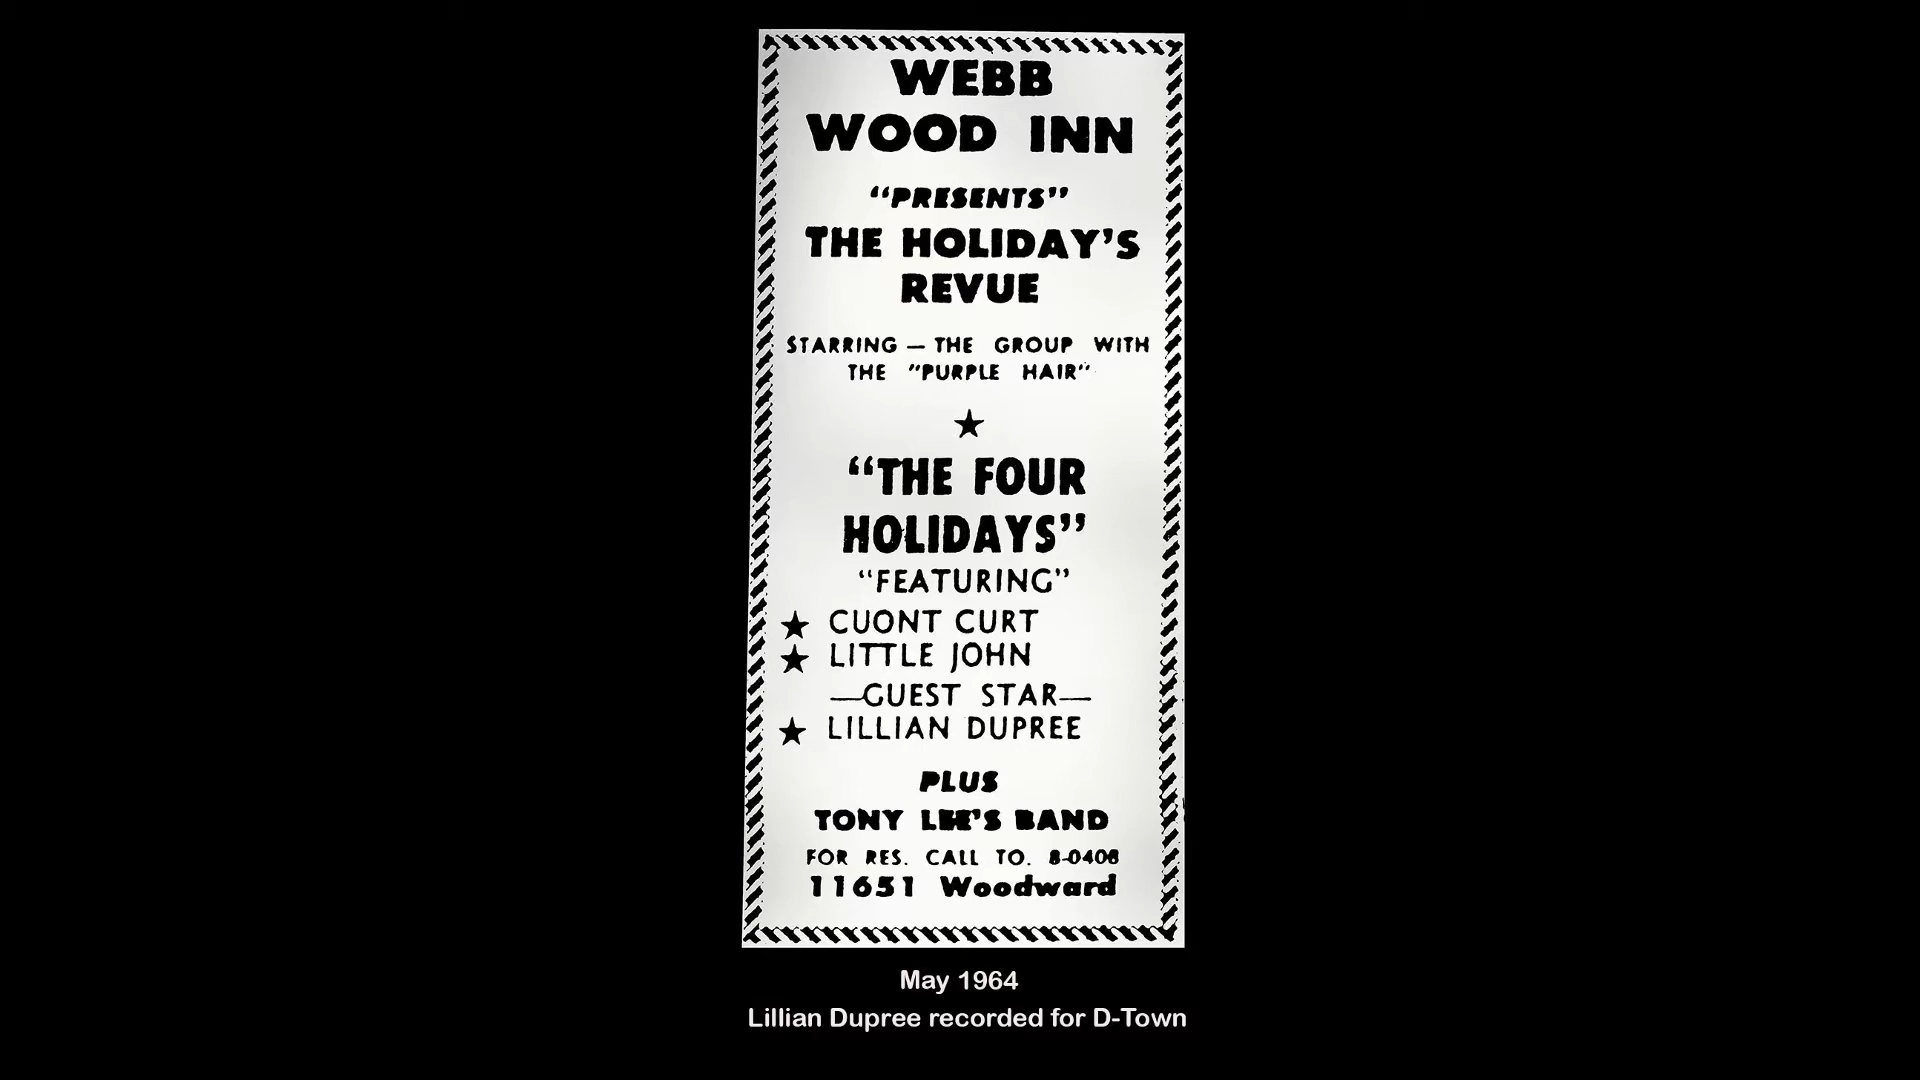 WEBB
WOOD INN
"PRESENTS"
THE HOLIDAY'S
REVUE
STARRING — THE GROUP WITH
THE "PURPLE HAIR"
"THE FOUR
HOLIDAYS"
"FEATURING"
★ CUONT CURT
★ LITTLE JOHN
—GUEST STAR—
★ LILLIAN DUPREE
PLUS
TONY LEE'S BAND
FOR RES. CALL TO. 8-0406
11651 Woodward
May 1964
Lillian Dupree recorded for D-Town